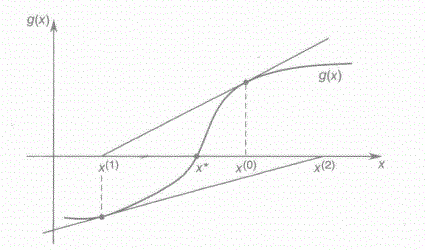 g(x)
g(x)
x(1) x* x(0) x(2) x